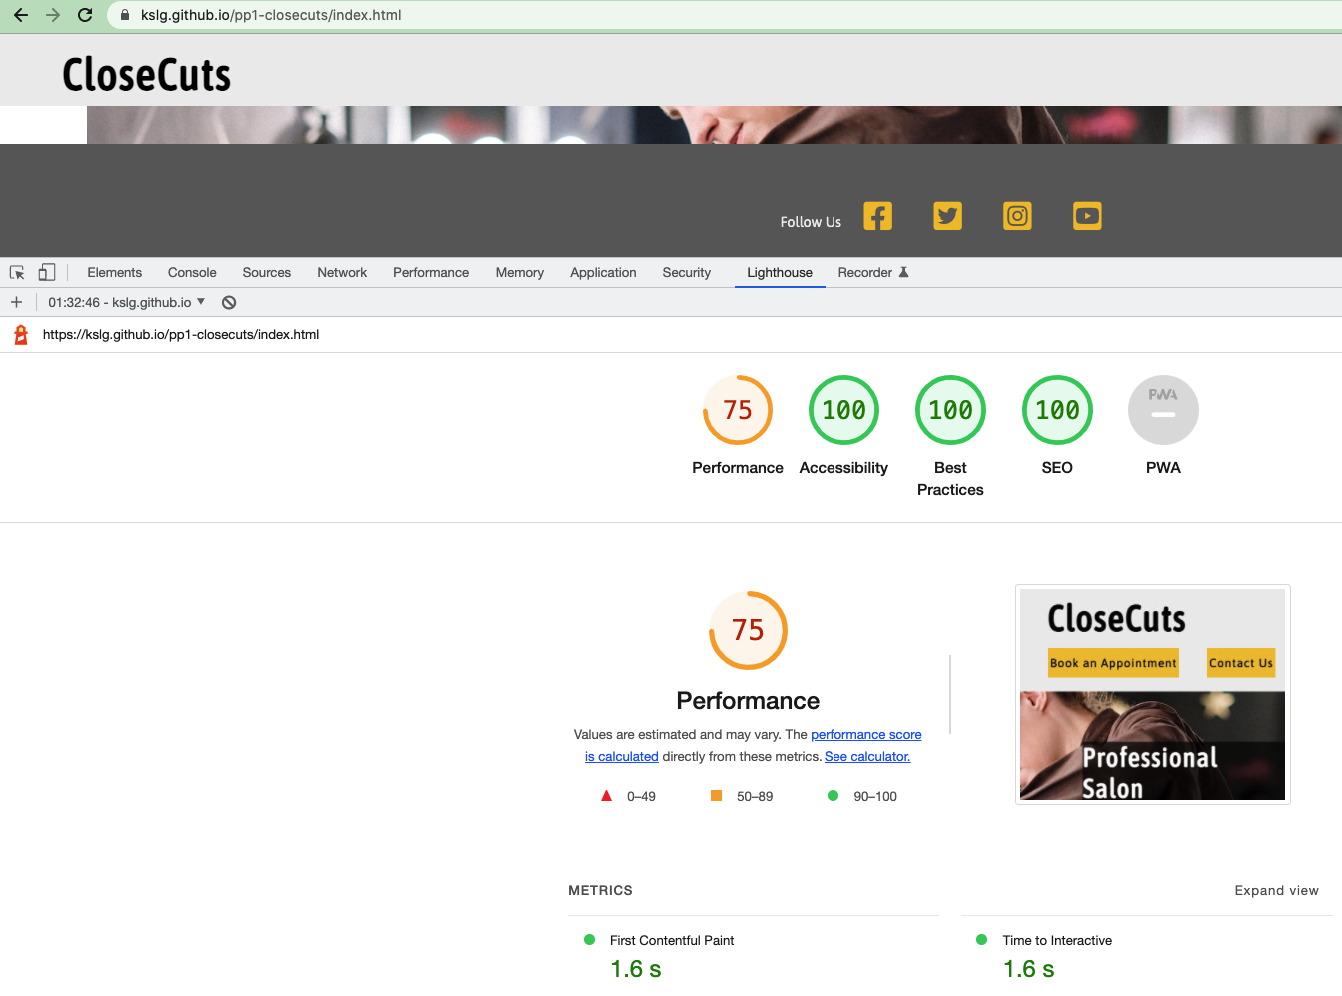 kslg.github.io/pp1-closecuts/index.html
CloseCuts
Follow Us
Elements Console Sources Network Performance Memory Application Security Lighthouse Recorder
01:32:46 - kslg.github.io
https://kslg.github.io/pp1-closecuts/index.html
75 100 100 100 PWA
Performance Accessibility Best Practices SEO PWA
75
Performance
Values are estimated and may vary. The performance score
is calculated directly from these metrics. See calculator.
0–49 50–89 90–100
CloseCuts
Book an Appointment Contact Us
Professional
Salon
METRICS Expand view
First Contentful Paint Time to Interactive
1.6 s 1.6 s